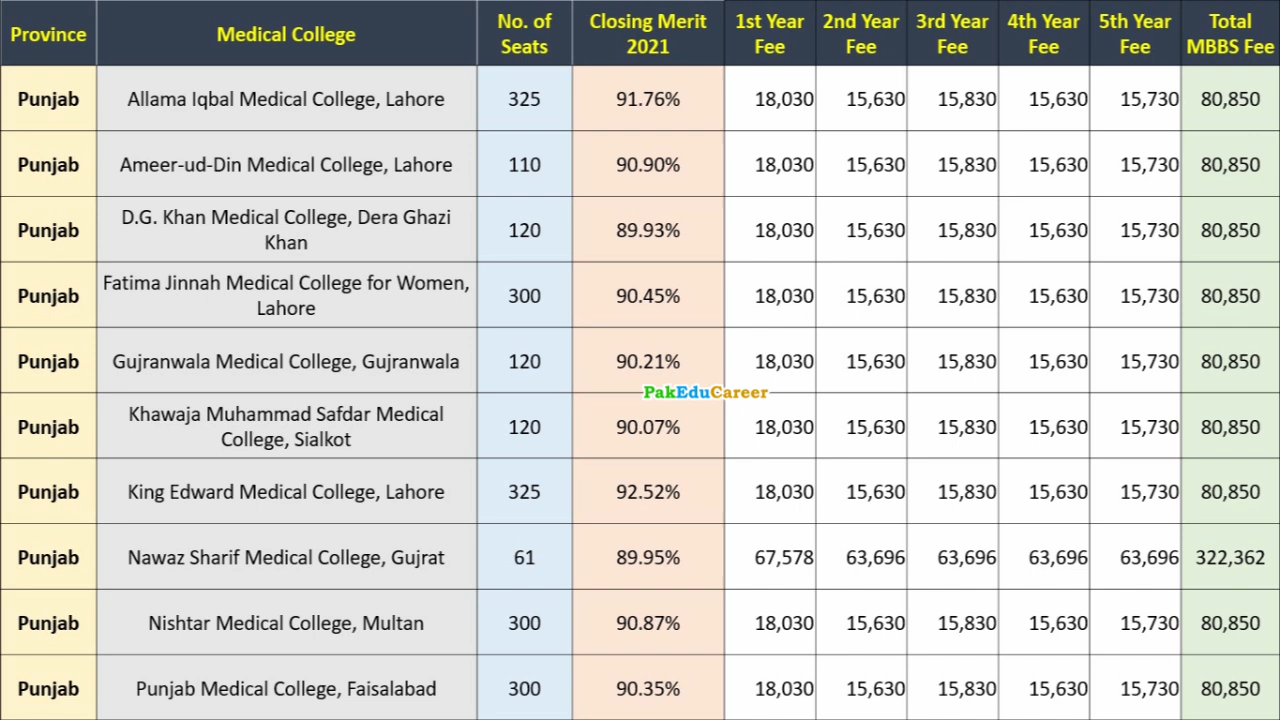 Province Medical College No. of Seats Closing Merit 2021 1st Year Fee 2nd Year Fee 3rd Year Fee 4th Year Fee 5th Year Fee Total MBBS Fee
Punjab Allama Iqbal Medical College, Lahore 325 91.76% 18,030 15,630 15,830 15,630 15,730 80,850
Punjab Ameer-ud-Din Medical College, Lahore 110 90.90% 18,030 15,630 15,830 15,630 15,730 80,850
Punjab D.G. Khan Medical College, Dera Ghazi Khan 120 89.93% 18,030 15,630 15,830 15,630 15,730 80,850
Punjab Fatima Jinnah Medical College for Women, Lahore 300 90.45% 18,030 15,630 15,830 15,630 15,730 80,850
Punjab Gujranwala Medical College, Gujranwala 120 90.21% 18,030 15,630 15,830 15,630 15,730 80,850
PakEduCareer
Punjab Khawaja Muhammad Safdar Medical College, Sialkot 120 90.07% 18,030 15,630 15,830 15,630 15,730 80,850
Punjab King Edward Medical College, Lahore 325 92.52% 18,030 15,630 15,830 15,630 15,730 80,850
Punjab Nawaz Sharif Medical College, Gujrat 61 89.95% 67,578 63,696 63,696 63,696 63,696 322,362
Punjab Nishtar Medical College, Multan 300 90.87% 18,030 15,630 15,830 15,630 15,730 80,850
Punjab Punjab Medical College, Faisalabad 300 90.35% 18,030 15,630 15,830 15,630 15,730 80,850